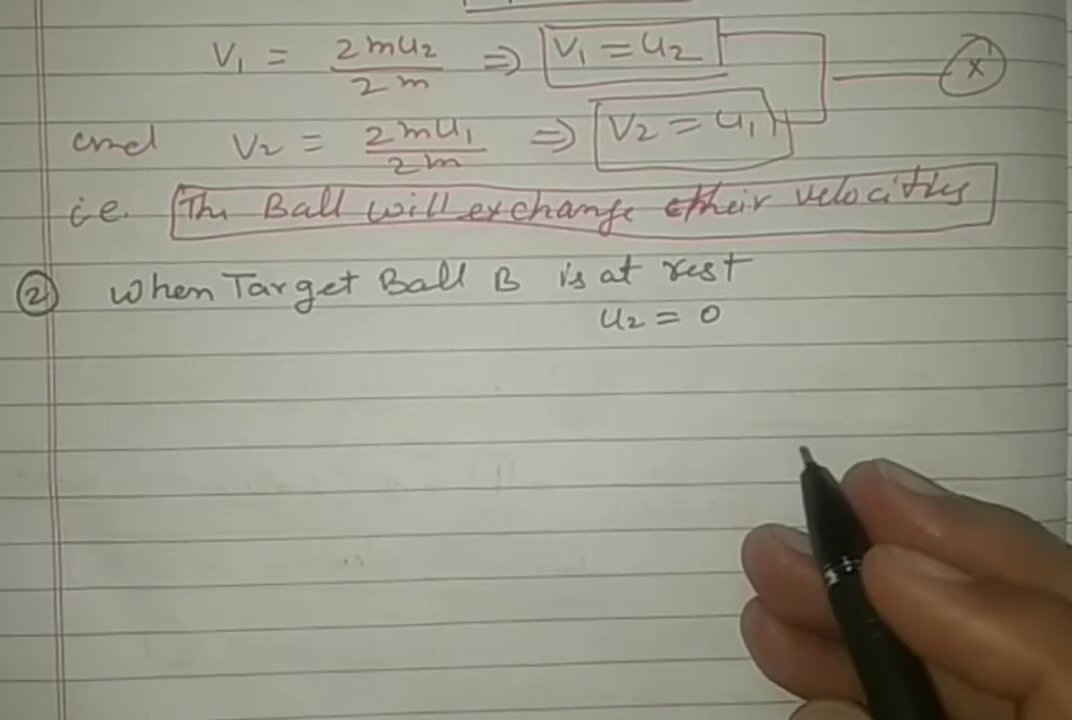 V1 = 2mu2/2m ⇒ V1 = u2
(x)
and V2 = 2mu1/2m ⇒ V2 = u1
i.e. The Ball will exchange their velocities
(2) when Target Ball B is at rest
u2 = 0